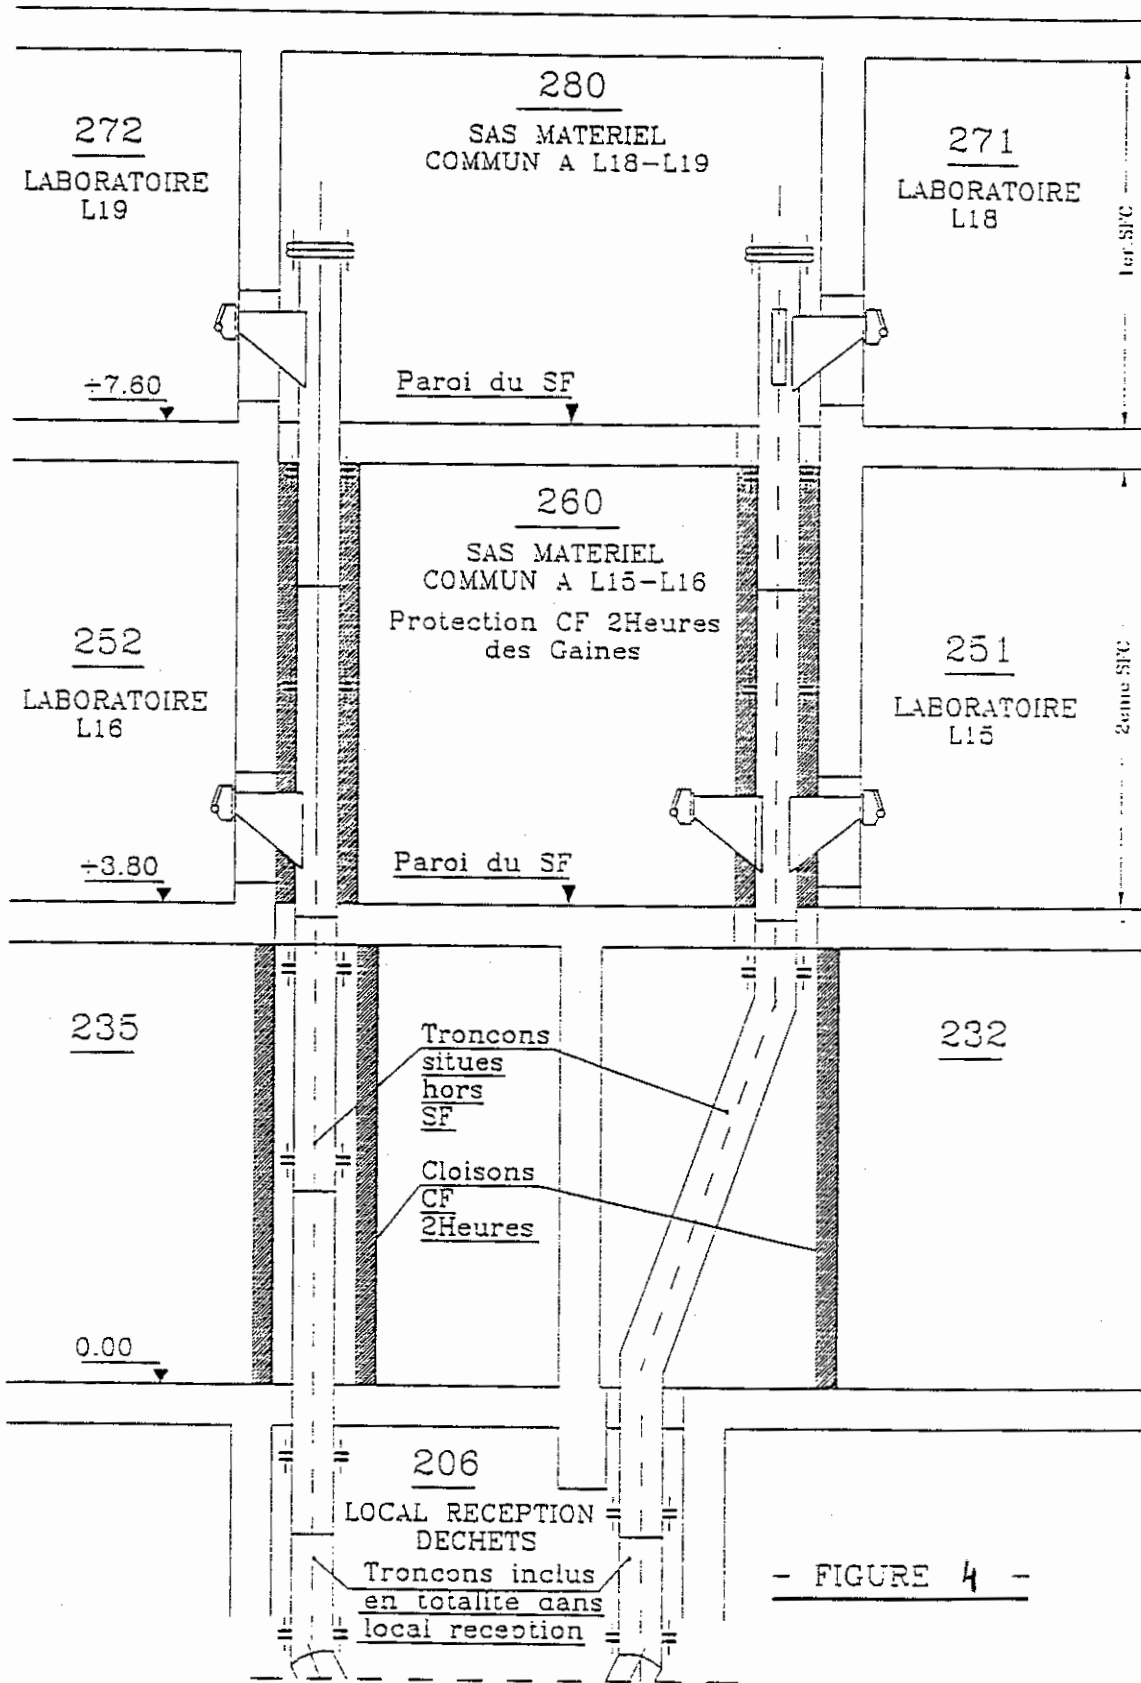 280
SAS MATERIEL
COMMUN A L18-L19
272
LABORATOIRE
L19
271
LABORATOIRE
L18
1er.SFC
÷7.60
Paroi du SF
260
SAS MATERIEL
COMMUN A L15-L16
Protection CF 2Heures
des Gaines
252
LABORATOIRE
L16
251
LABORATOIRE
L15
2eme SFC
÷3.80
Paroi du SF
235
232
Troncons
situes
hors
SF
Cloisons
CF
2Heures
0.00
206
LOCAL RECEPTION
DECHETS
Troncons inclus
en totalite dans
local reception
- FIGURE 4 -